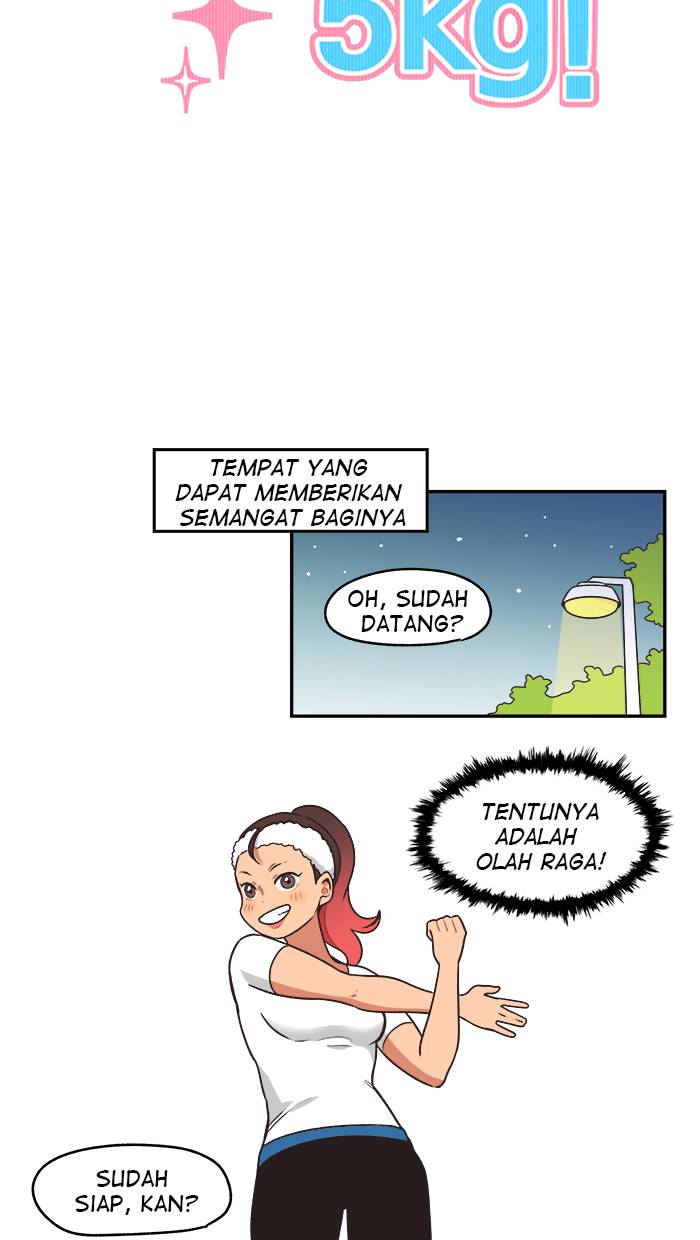 5kg!
TEMPAT YANG
DAPAT MEMBERIKAN
SEMANGAT BAGINYA
OH, SUDAH
DATANG?
TENTUNYA
ADALAH
OLAH RAGA!
SUDAH
SIAP, KAN?